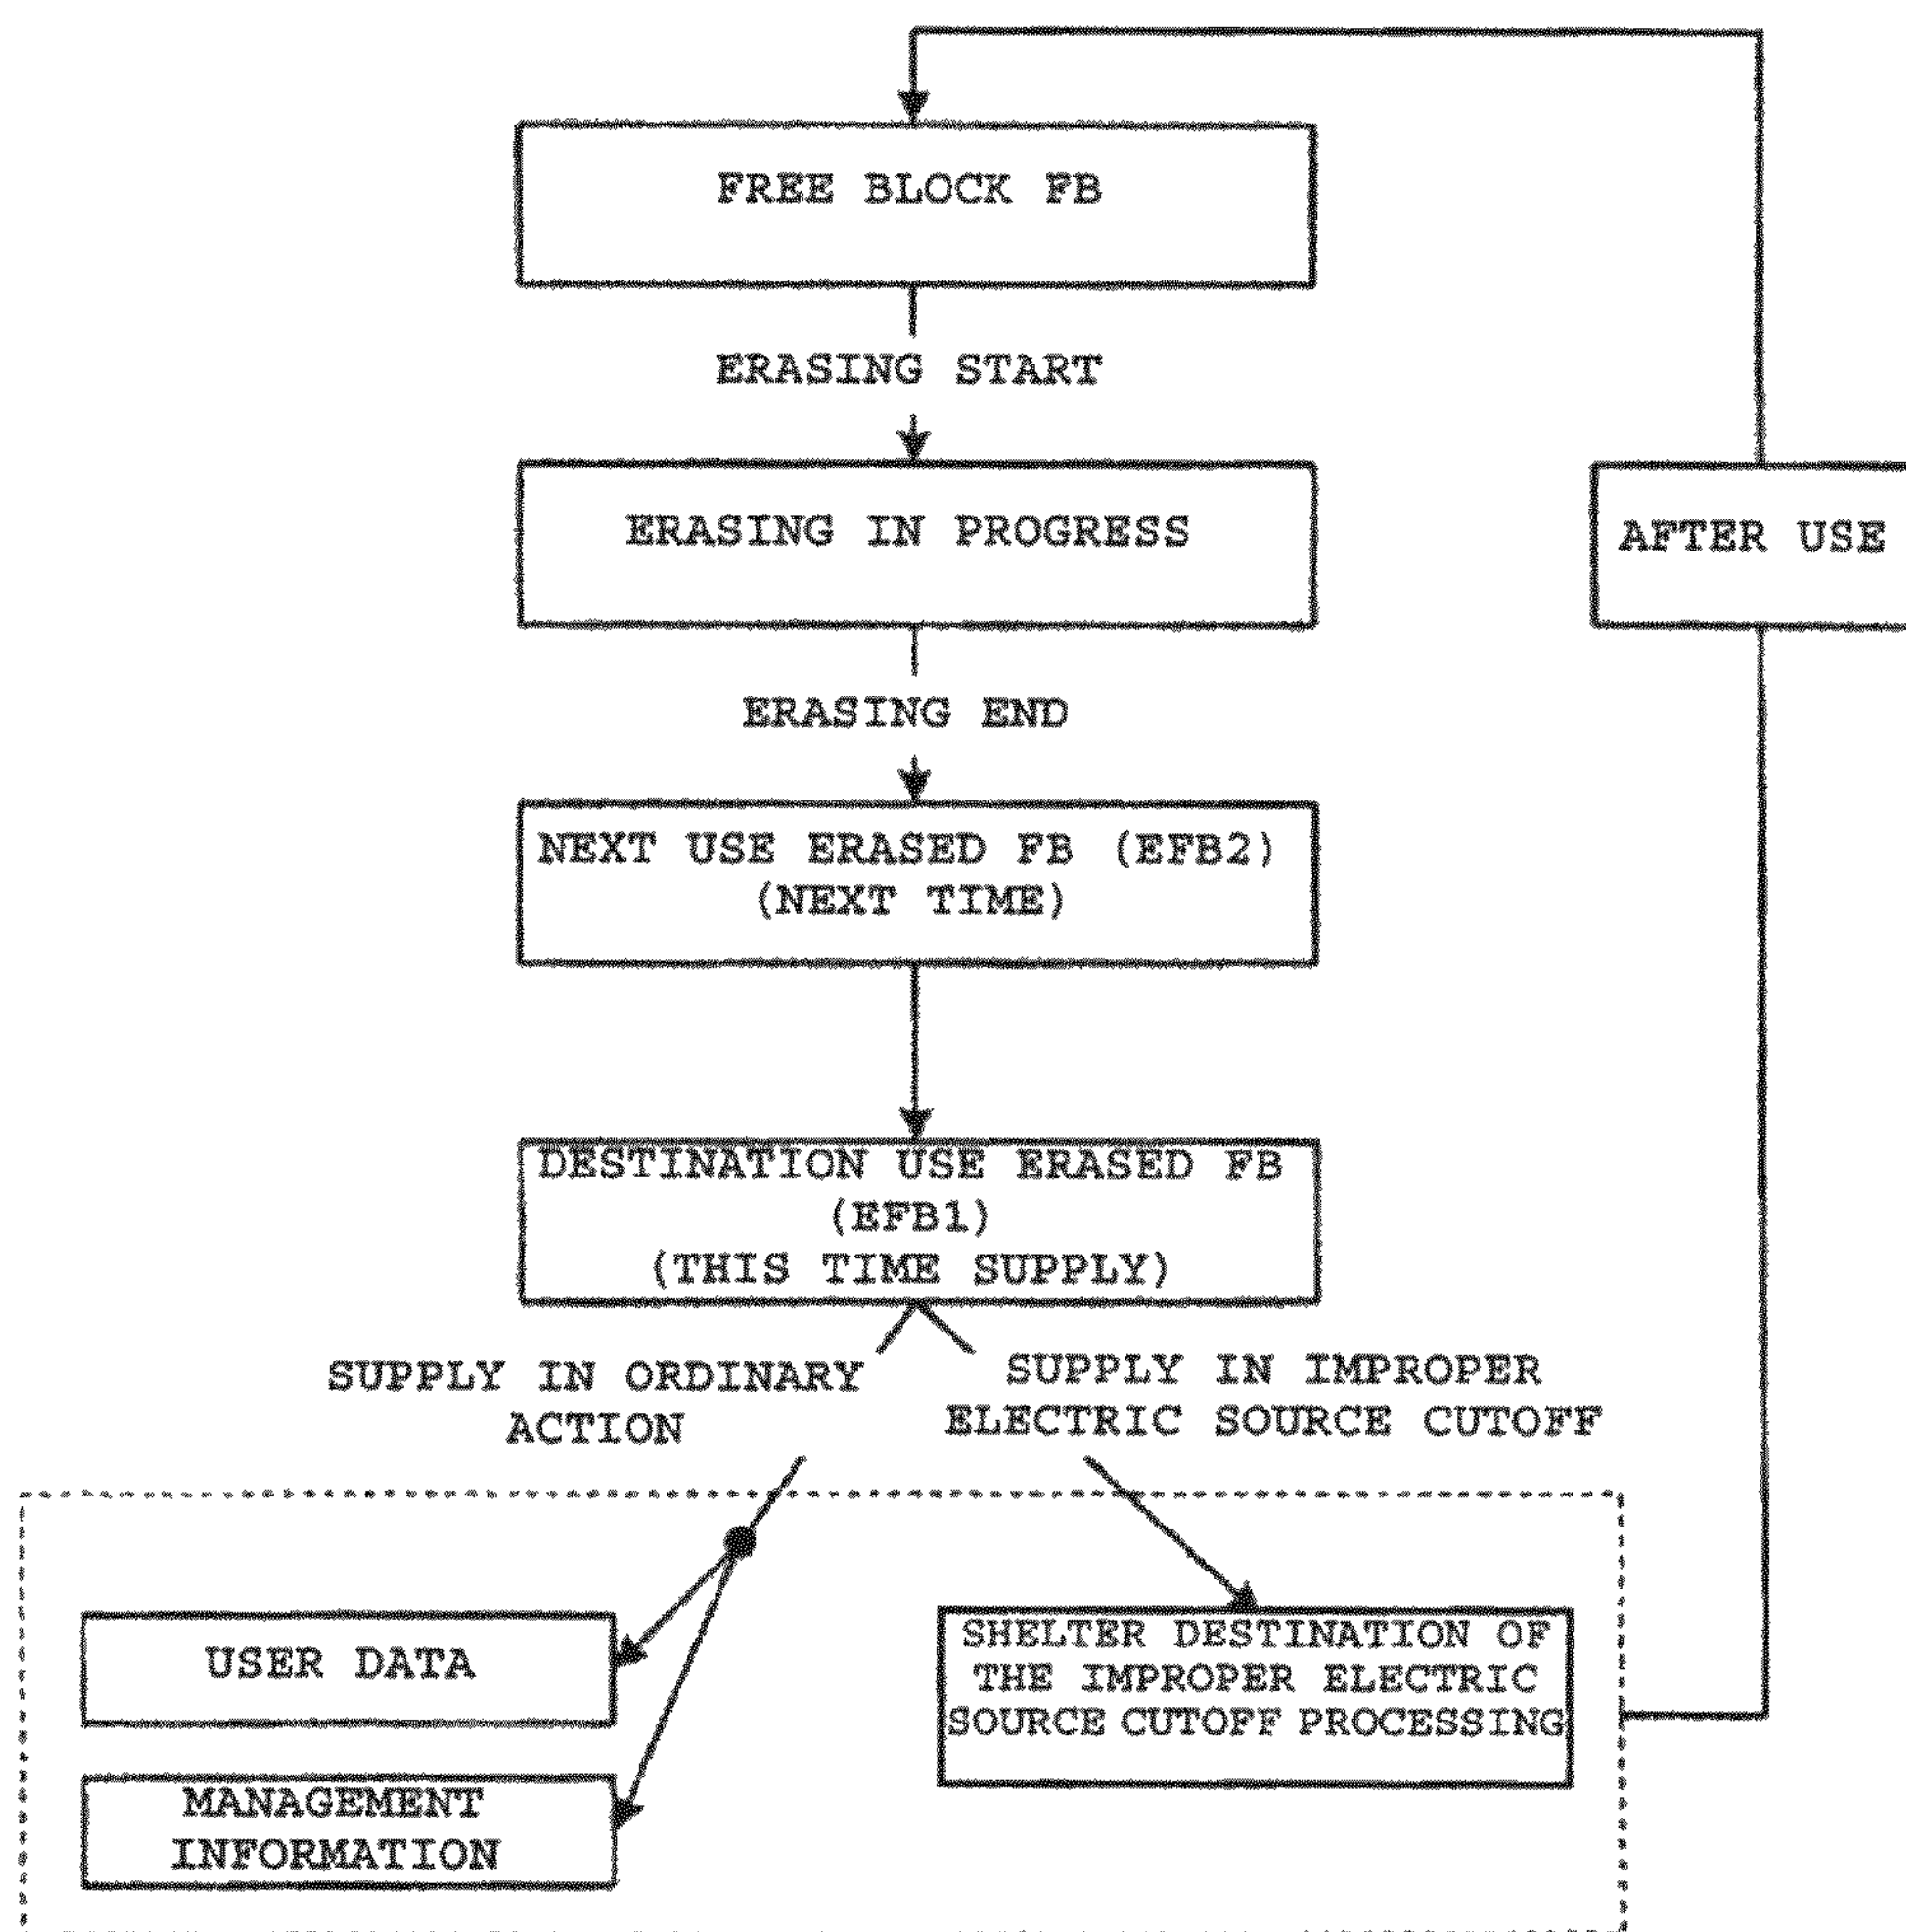 FREE BLOCK FB
ERASING START
ERASING IN PROGRESS
AFTER USE
ERASING END
NEXT USE ERASED FB (EFB2)
(NEXT TIME)
DESTINATION USE ERASED FB
(EFB1)
(THIS TIME SUPPLY)
SUPPLY IN ORDINARY
ACTION
SUPPLY IN IMPROPER
ELECTRIC SOURCE CUTOFF
USER DATA
MANAGEMENT
INFORMATION
SHELTER DESTINATION OF
THE IMPROPER ELECTRIC
SOURCE CUTOFF PROCESSING